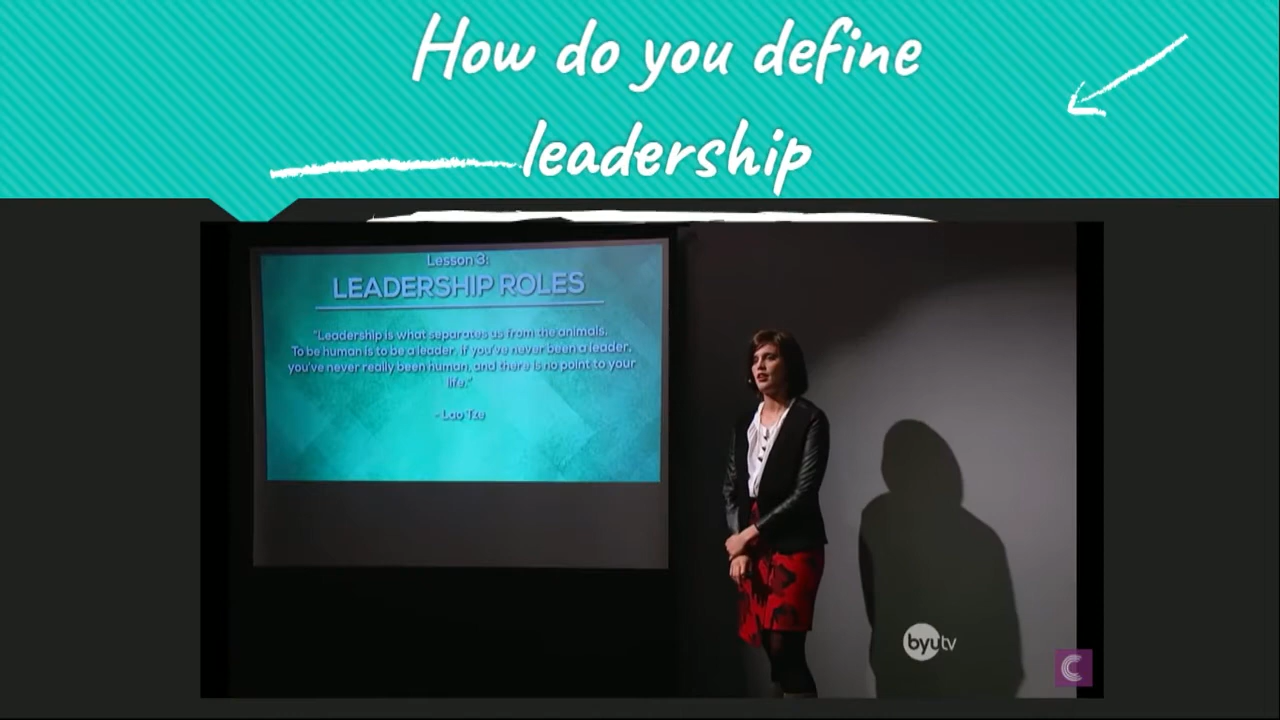 How do you define
leadership
Lesson 3:
LEADERSHIP ROLES
"Leadership is what separates us from the animals.
To be human is to be a leader. If you've never been a leader,
you've never really been human, and there is no point to your
life."
- Lao Tze
byutv